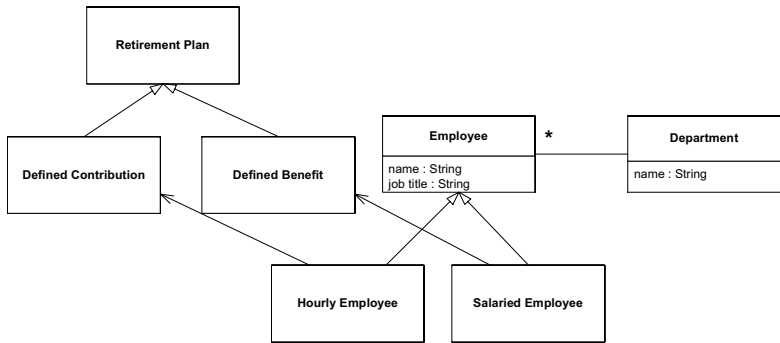 Retirement Plan
Employee
*
Department
name : String
job title : String
name : String
Defined Contribution
Defined Benefit
Hourly Employee
Salaried Employee